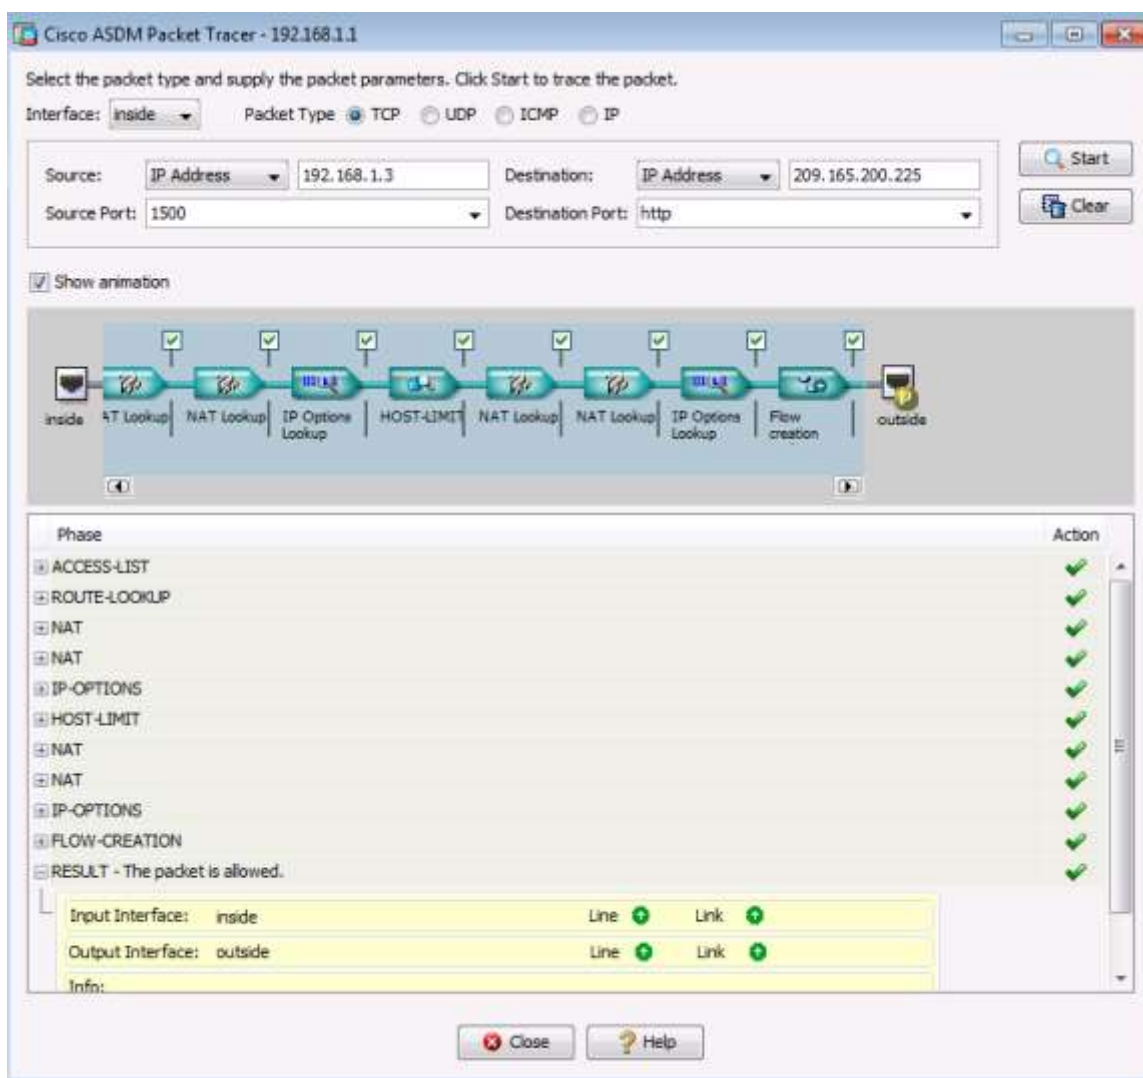 Cisco ASDM Packet Tracer - 192.168.1.1
Select the packet type and supply the packet parameters. Click Start to trace the packet.
Interface: inside Packet Type TCP UDP ICMP IP
Source: IP Address 192.168.1.3 Destination: IP Address 209.165.200.225
Start
Source Port: 1500 Destination Port: http
Clear
Show animation
inside
AT Lookup
NAT Lookup
IP Options
Lookup
HOST-LIMIT
NAT Lookup
NAT Lookup
IP Options
Lookup
Flow
creation
outside
Phase Action
ACCESS-LIST
ROUTE-LOOKUP
NAT
NAT
IP-OPTIONS
HOST-LIMIT
NAT
NAT
IP-OPTIONS
FLOW-CREATION
RESULT - The packet is allowed.
Input Interface: inside Line Link
Output Interface: outside Line Link
Info:
Close Help